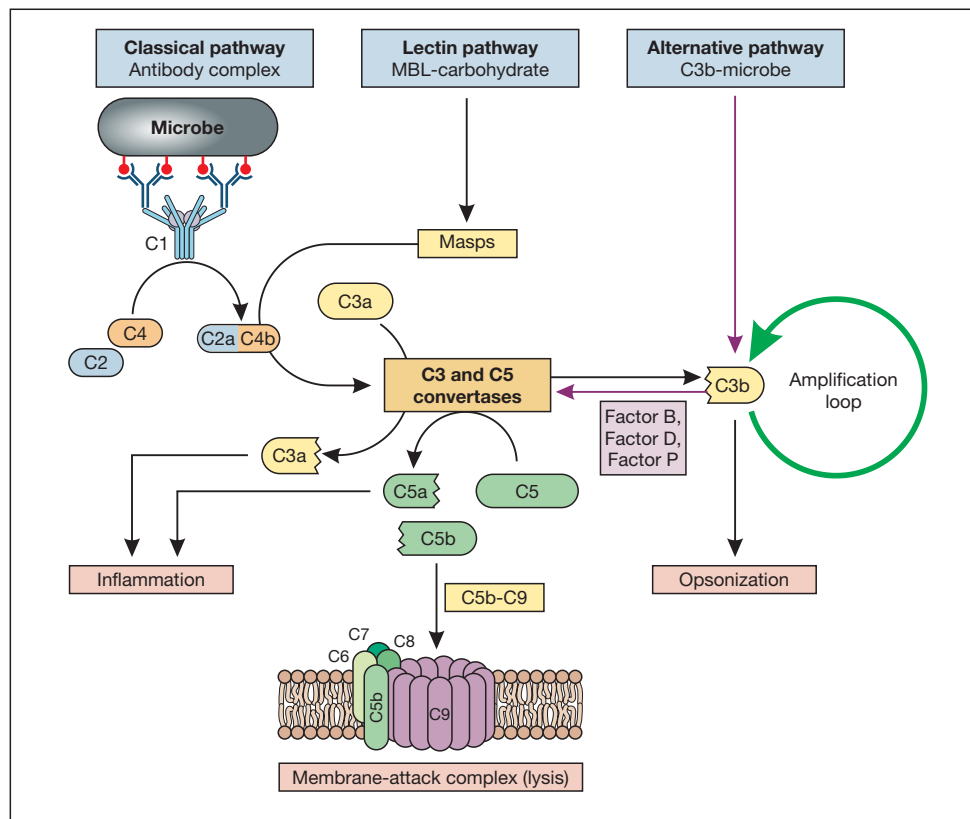 Classical pathway
Antibody complex
Lectin pathway
MBL-carbohydrate
Alternative pathway
C3b-microbe
Microbe
C1
Masps
C3a
C4
C2
C2a
C4b
C3 and C5
convertases
C3b
Amplification
loop
Factor B,
Factor D,
Factor P
C3a
C5a
C5
C5b
Inflammation
Opsonization
C5b-C9
C7
C8
C6
C5b
C9
Membrane-attack complex (lysis)